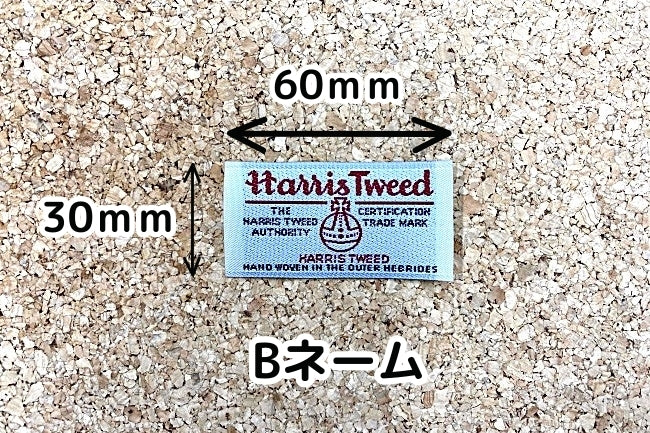 60mm
30mm
Harris Tweed
THE HARRIS TWEED AUTHORITY
CERTIFICATION TRADE MARK
HARRIS TWEED
HAND WOVEN IN THE OUTER HEBRIDES
Bネーム